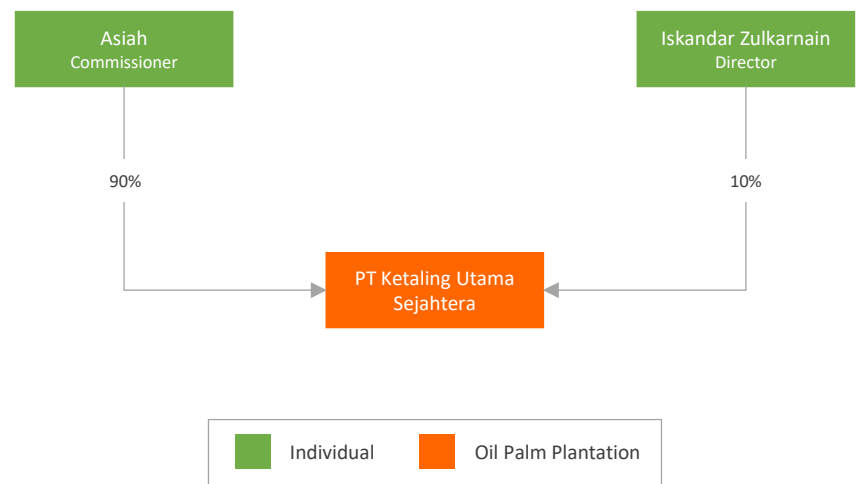 Asiah
Commissioner
Iskandar Zulkarnain
Director
90%
10%
PT Ketaling Utama
Sejahtera
Individual
Oil Palm Plantation